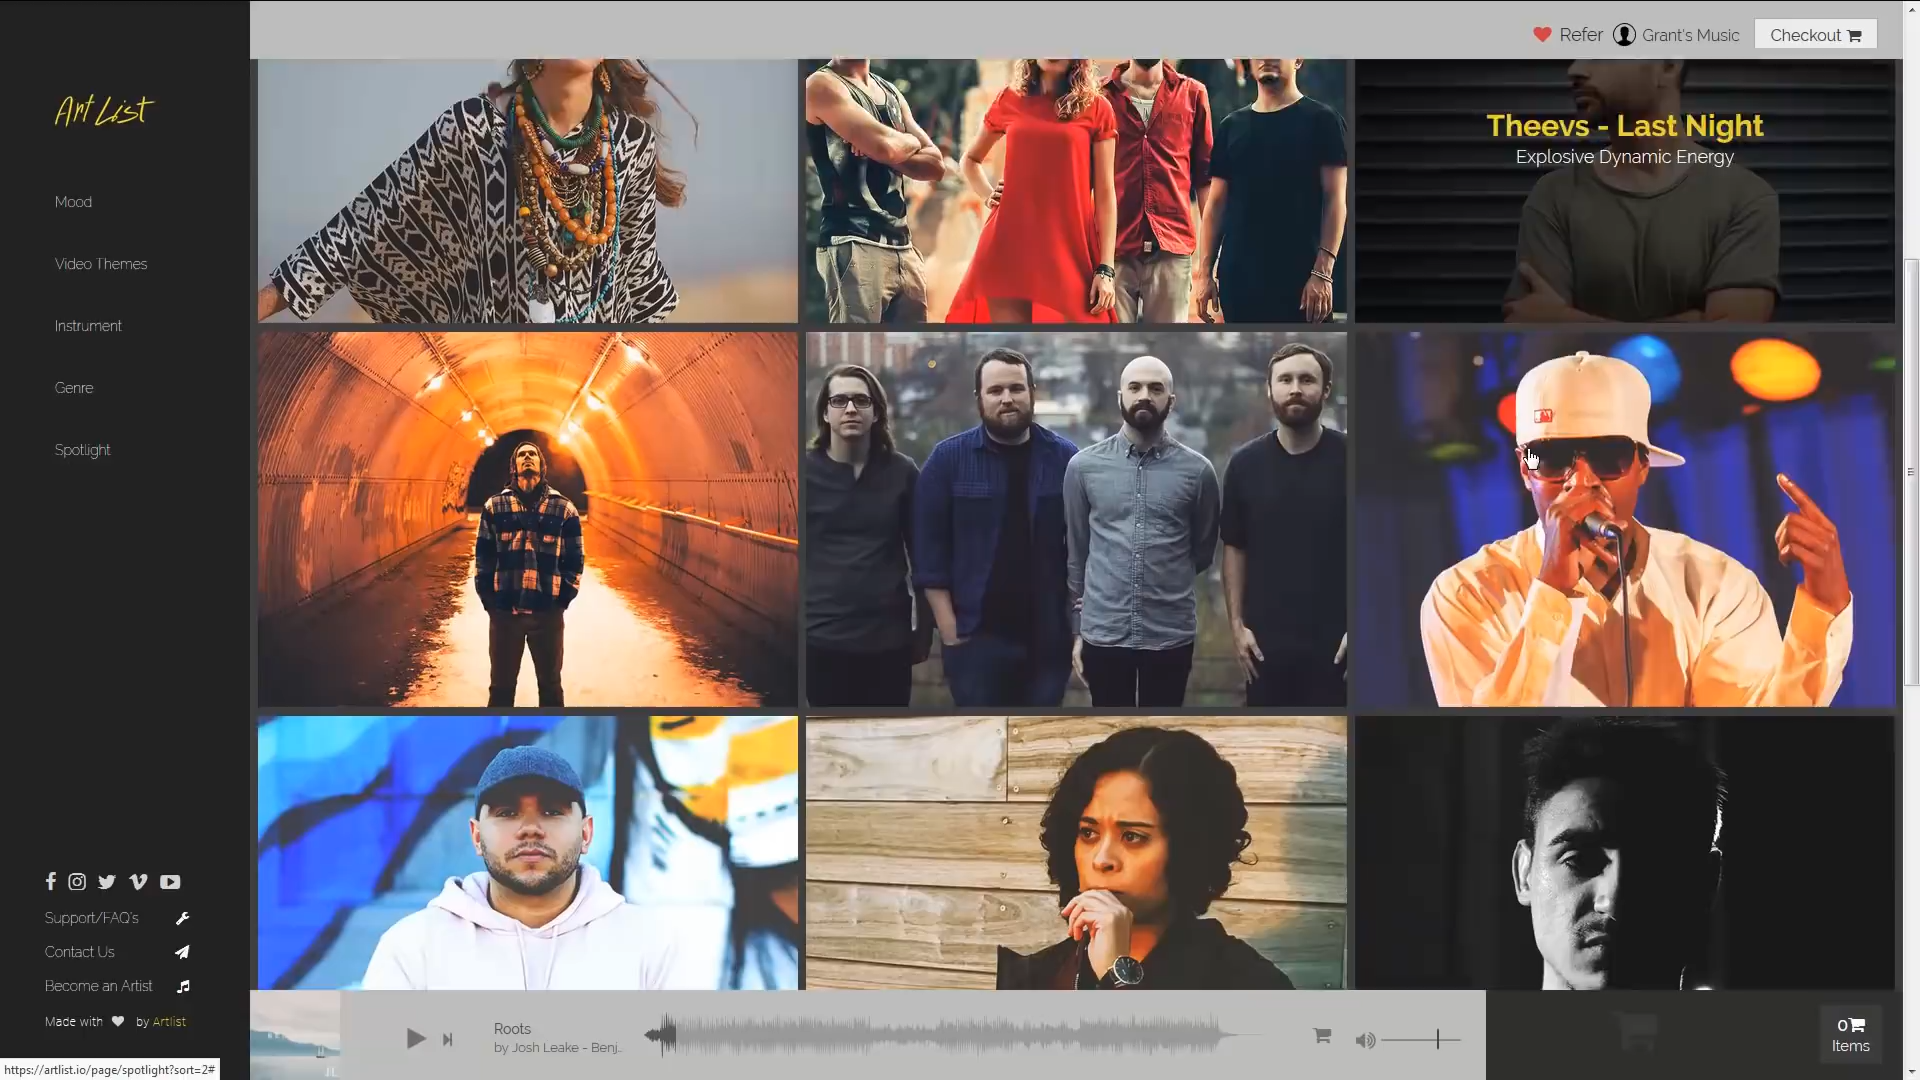 Refer
Grant's Music
Checkout
Art List
Mood
Video Themes
Instrument
Genre
Spotlight
Theevs - Last Night
Explosive Dynamic Energy
Support/FAQ's
Contact Us
Become an Artist
Made with by Artlist
Roots
by Josh Leake - Benj..
0
Items
https://artlist.io/page/spotlight?sort=2#